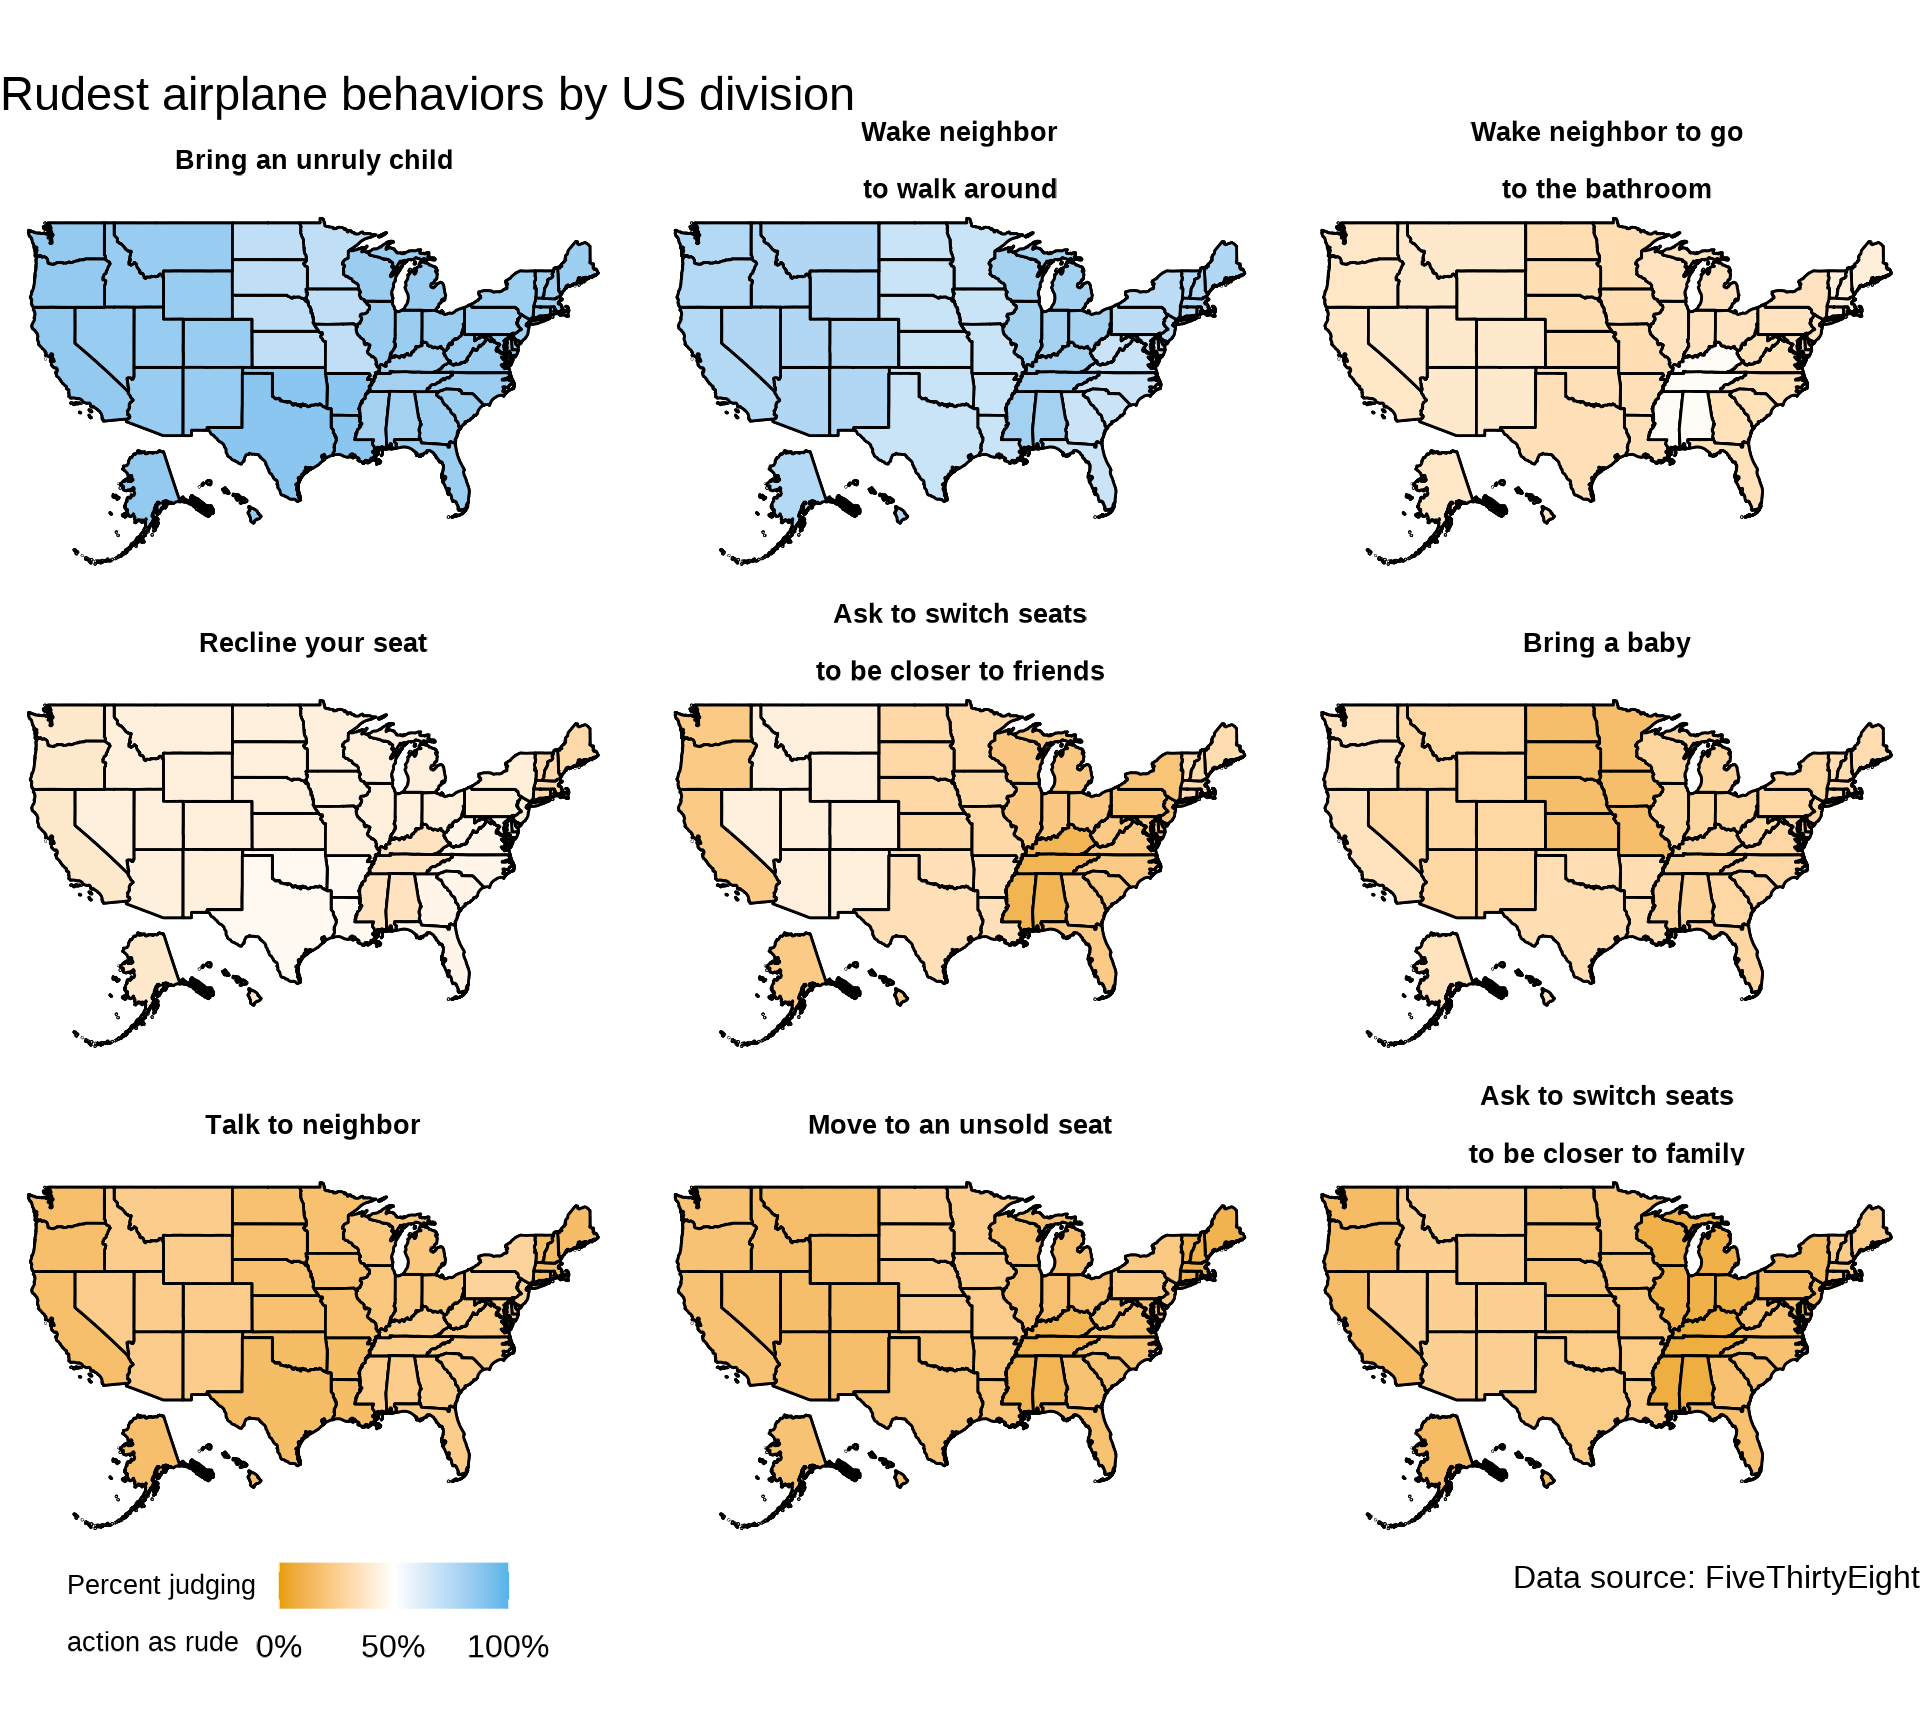 Rudest airplane behaviors by US division
Bring an unruly child
Wake neighbor
to walk around
Wake neighbor to go
to the bathroom
Recline your seat
Ask to switch seats
to be closer to friends
Bring a baby
Talk to neighbor
Move to an unsold seat
Ask to switch seats
to be closer to family
Percent judging
action as rude
0% 50% 100%
Data source: FiveThirtyEight